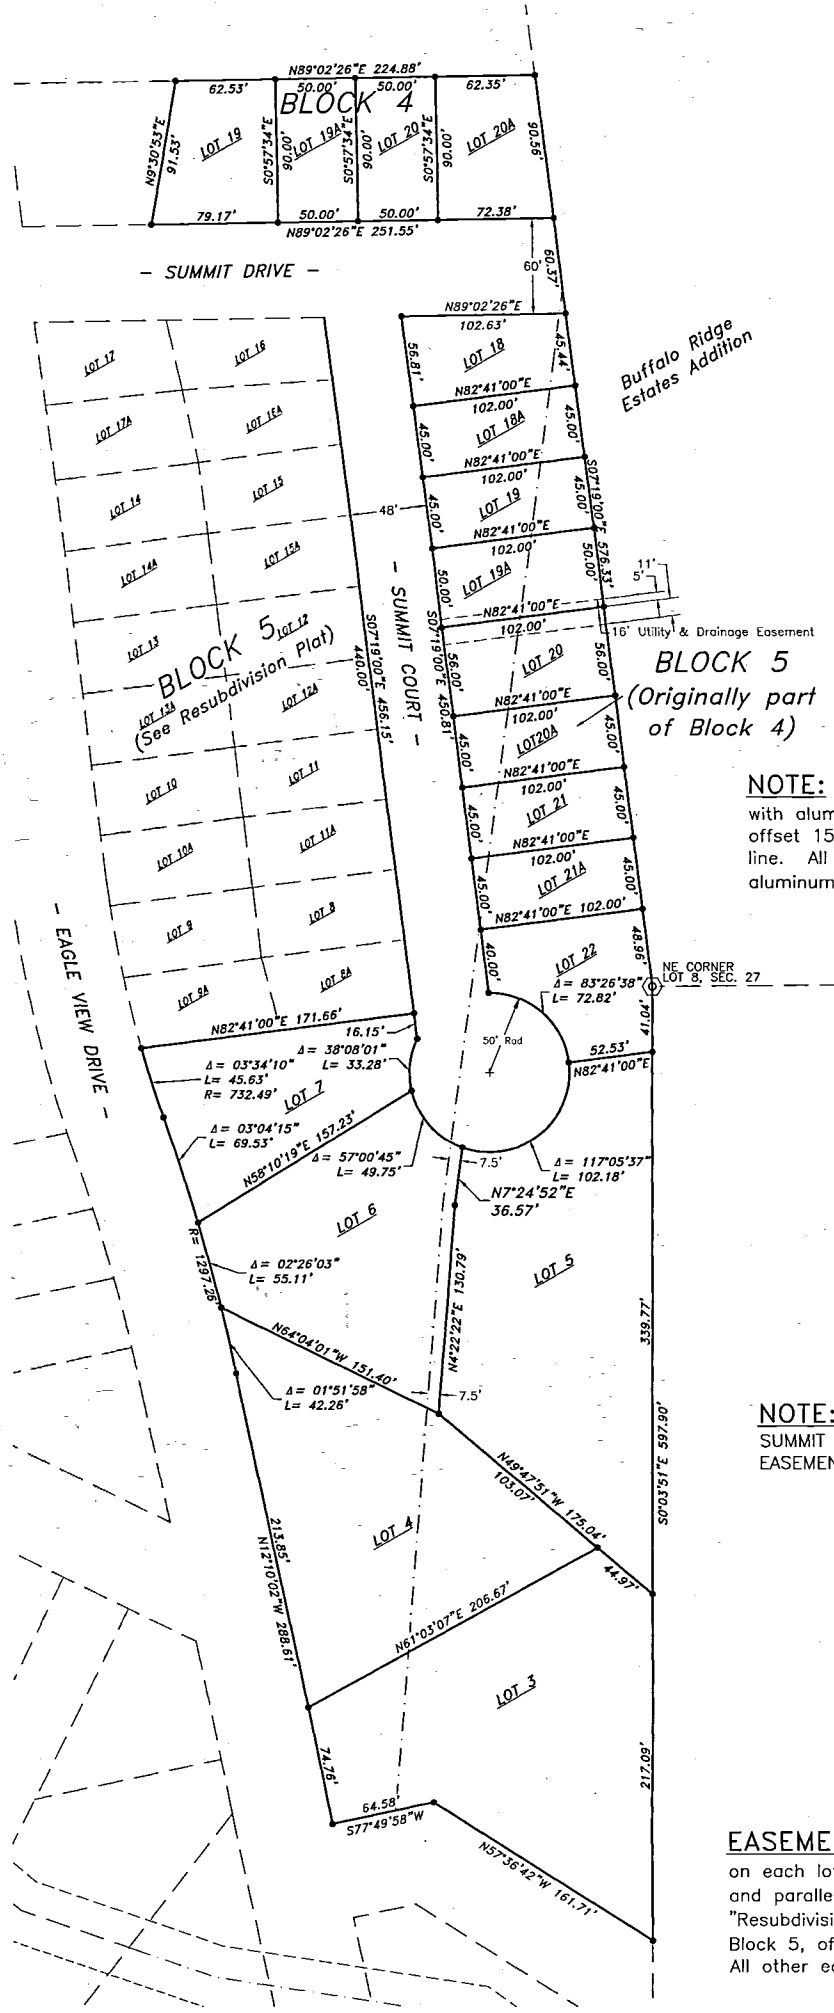 N89°02'26"E 224.88'
62.53'
50.00'
50.00'
62.35'
BLOCK 4
N9°30'53"E
91.53'
LOT 19
S0°57'34"E
90.00'
LOT 19A
S0°57'34"E
90.00'
LOT 20
S0°57'34"E
90.00'
LOT 20A
90.56'
79.17'
50.00'
50.00'
72.38'
N89°02'26"E 251.55'
- SUMMIT DRIVE -
60'
60.37'
N89°02'26"E
102.63'
LOT 17
LOT 16
56.81'
LOT 18
45.44'
Buffalo Ridge
Estates Addition
N82°41'00"E
102.00'
LOT 17A
LOT 16A
45.00'
LOT 18A
45.00'
N82°41'00"E
102.00'
LOT 14
LOT 15
48'
45.00'
LOT 19
45.00'
S07°19'00"E 576.33'
N82°41'00"E
102.00'
LOT 14A
LOT 15A
50.00'
LOT 19A
50.00'
11'
5'
- SUMMIT COURT -
N82°41'00"E
102.00'
16' Utility & Drainage Easement
LOT 13
BLOCK 5
LOT 12
(See Resubdivision Plat)
S07°19'00"E 456.15'
440.00'
S07°19'00"E 450.81'
56.00'
LOT 20
56.00'
BLOCK 5
(Originally part
of Block 4)
LOT 13A
LOT 12A
N82°41'00"E
102.00'
45.00'
LOT20A
45.00'
LOT 10
LOT 11
N82°41'00"E
102.00'
NOTE:
with alum
offset 15
line. All
aluminum
45.00'
LOT 21
45.00'
LOT 10A
LOT 11A
N82°41'00"E
102.00'
45.00'
LOT 21A
45.00'
LOT 9
LOT 8
N82°41'00"E 102.00'
- EAGLE VIEW DRIVE -
40.00'
LOT 22
48.96'
NE CORNER
LOT 8, SEC. 27
LOT 9A
LOT 8A
Δ= 83°26'38"
L= 72.82'
N82°41'00"E 171.66'
16.15'
50' Rad
41.04'
52.53'
N82°41'00"E
Δ= 38°08'01"
L= 33.28'
Δ= 03°34'10"
L= 45.63'
R= 732.49'
LOT 7
Δ= 03°04'15"
L= 69.53'
N58°10'19"E 157.23'
Δ= 57°00'45"
L= 49.75'
7.5'
Δ= 117°05'37"
L= 102.18'
N7°24'52"E
36.57'
LOT 6
R= 1297.26'
Δ= 02°26'03"
L= 55.11'
LOT 5
N4°22'22"E 130.79'
339.77'
N64°04'01"W 151.40'
Δ= 01°51'58"
L= 42.26'
7.5'
S0°03'51"E 597.90'
NOTE:
SUMMIT
EASEMEN
N49°47'51"W 175.04'
103.07'
213.85'
N12°10'02"W 288.61'
LOT 4
44.97'
N61°03'07"E 206.67'
LOT 3
74.76'
217.09'
64.58'
S77°49'58"W
N57°36'42"W 161.71'
EASEME
on each lo
and paralle
"Resubdivisi
Block 5, of
All other ea